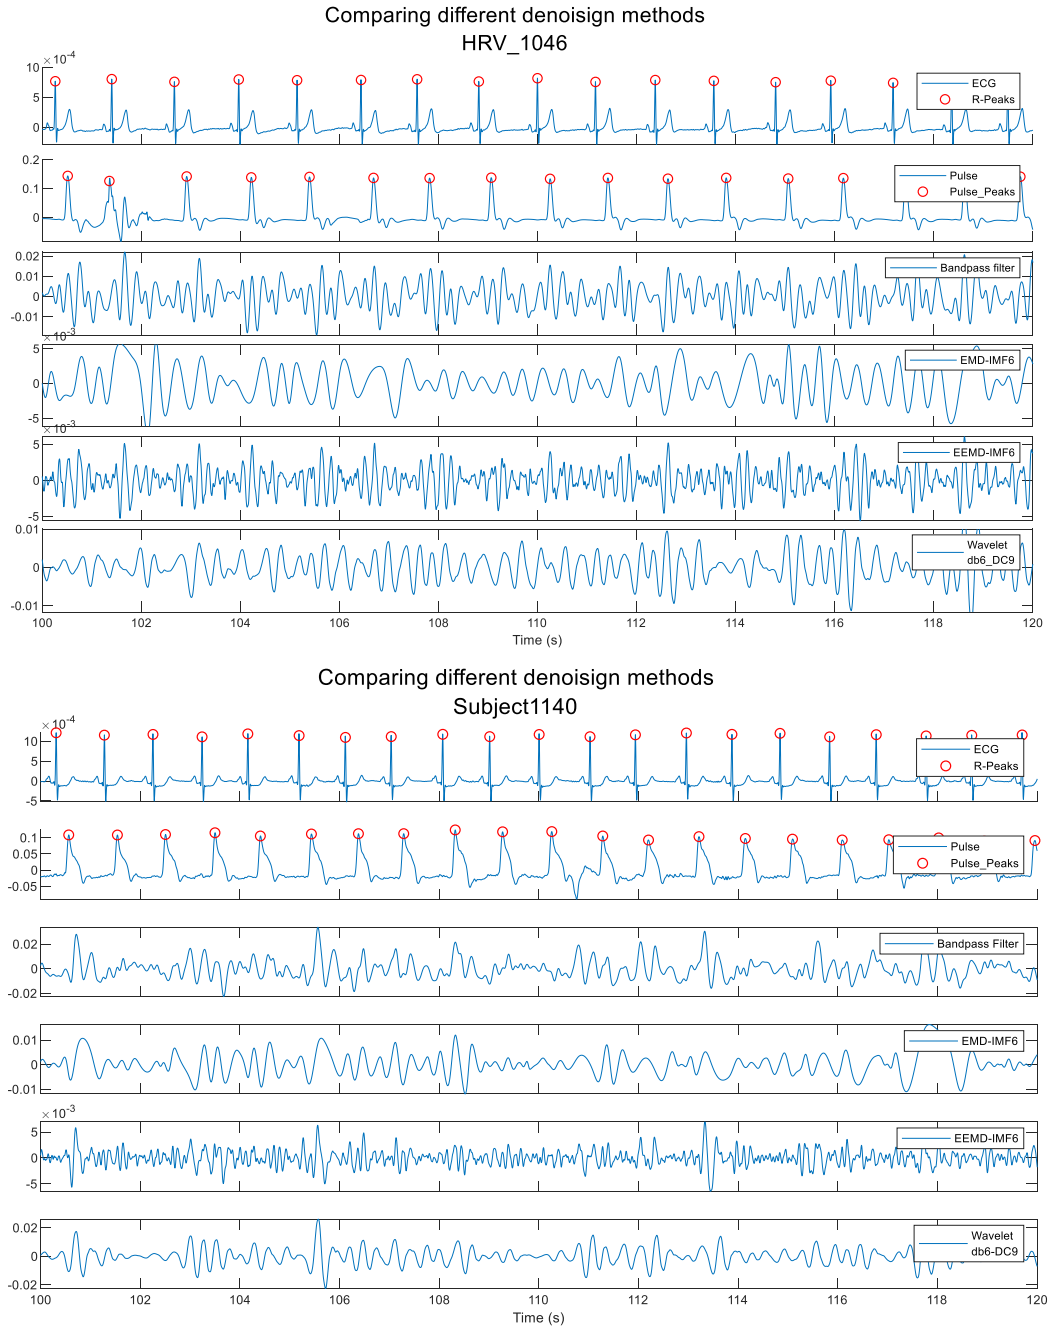 Comparing different denoisign methods
HRV_1046
×10^-4
10
5
0
ECG
R-Peaks
0.2
0.1
0
Pulse
Pulse_Peaks
0.02
0.01
0
-0.01
Bandpass filter
×10^-3
5
0
-5
EMD-IMF6
×10^-3
5
0
-5
EEMD-IMF6
0.01
0
-0.01
Wavelet
db6_DC9
100 102 104 106 108 110 112 114 116 118 120
Time (s)
Comparing different denoisign methods
Subject1140
×10^-4
10
5
0
-5
ECG
R-Peaks
0.1
0.05
0
-0.05
Pulse
Pulse_Peaks
0.02
0
-0.02
Bandpass Filter
0.01
0
-0.01
EMD-IMF6
×10^-3
5
0
-5
EEMD-IMF6
0.02
0
-0.02
Wavelet
db6-DC9
100 102 104 106 108 110 112 114 116 118 120
Time (s)